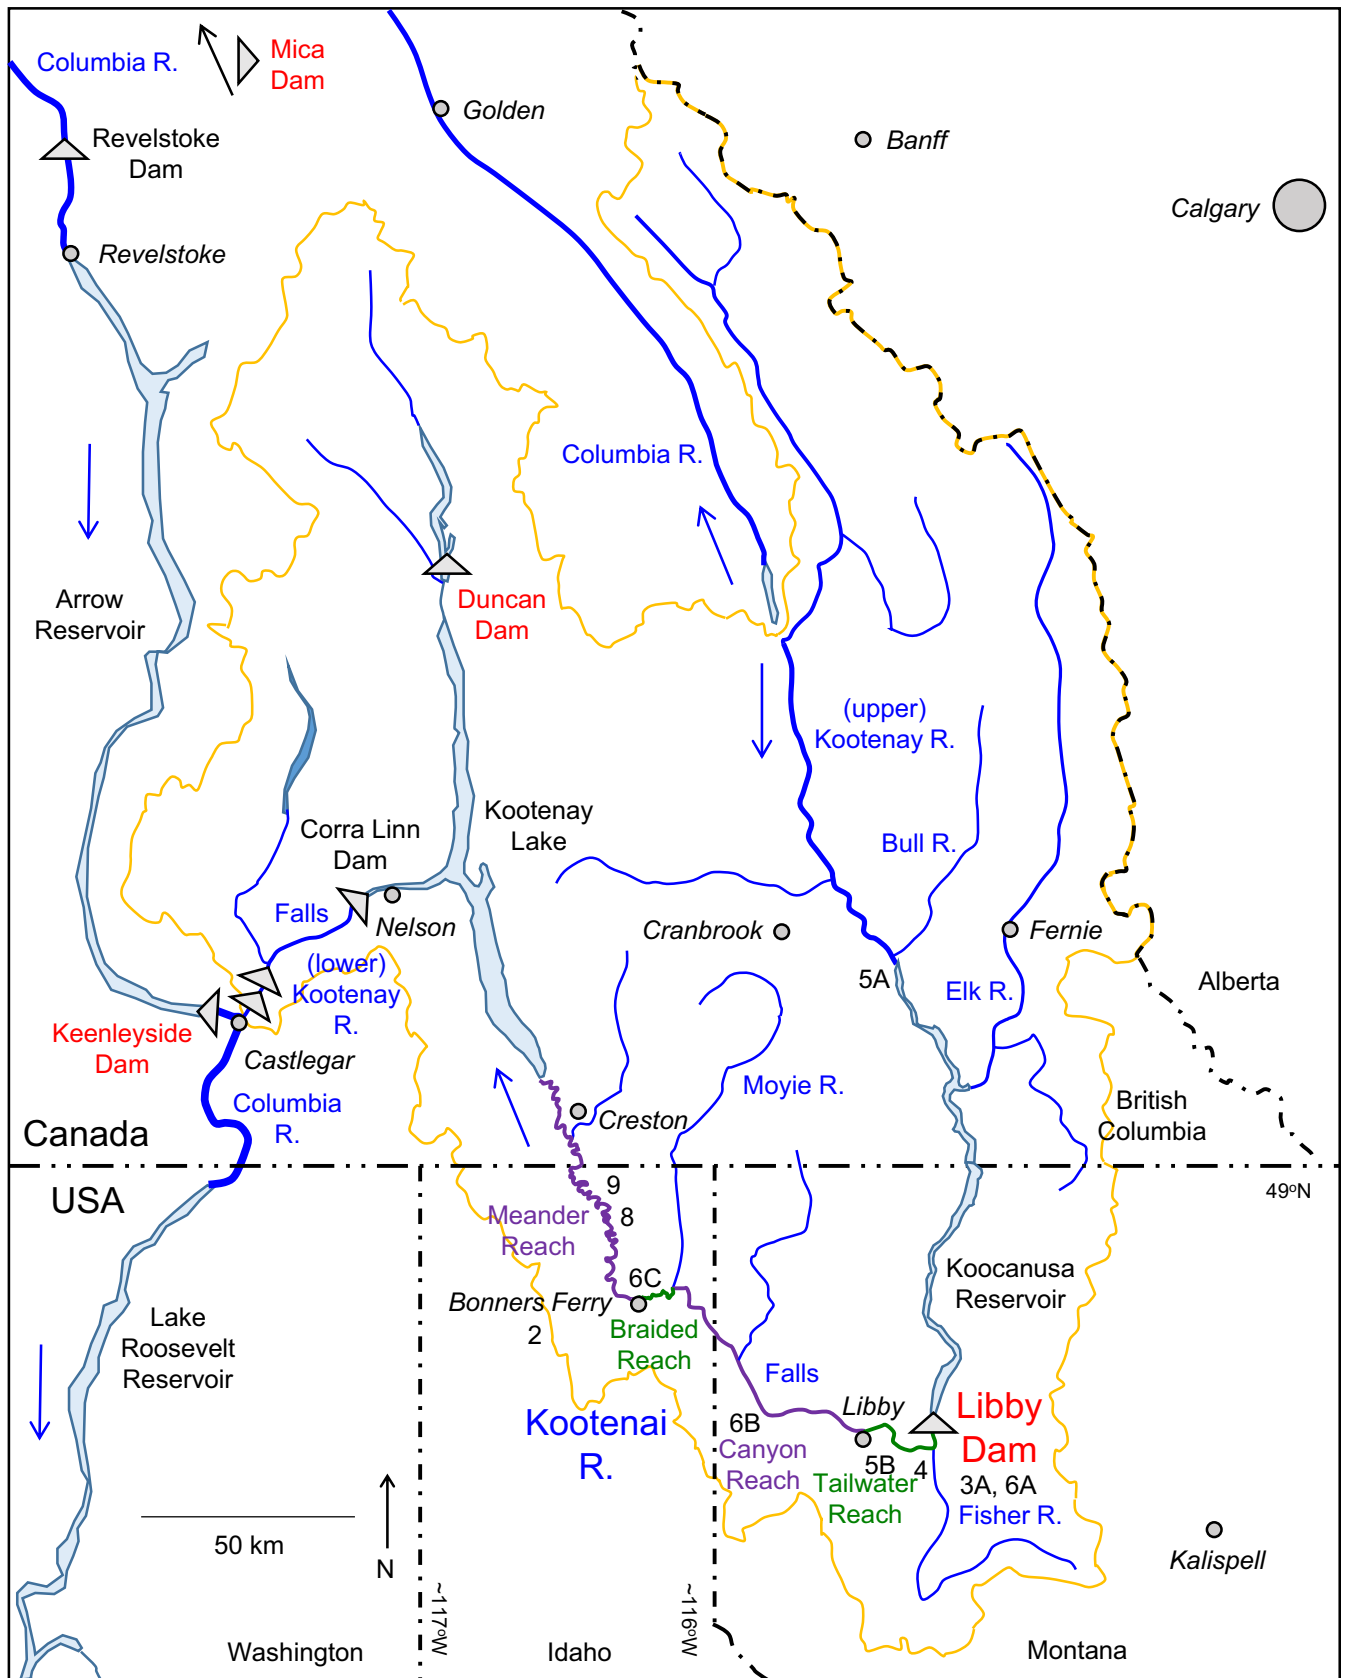 Columbia R.
Mica
Dam
Golden
Banff
Revelstoke
Dam
Calgary
Revelstoke
Columbia R.
Arrow
Reservoir
Duncan
Dam
(upper)
Kootenay R.
Kootenay
Lake
Corra Linn
Dam
Bull R.
Falls
Nelson
Cranbrook
Fernie
(lower)
Kootenay
R.
5A
Elk R.
Alberta
Keenleyside
Dam
Castlegar
Moyie R.
Columbia
R.
Creston
British
Columbia
Canada
USA
49ºN
9
8
Meander
Reach
6C
Koocanusa
Reservoir
Bonners Ferry
2
Braided
Reach
Lake
Roosevelt
Reservoir
Falls
Libby
Libby
Dam
Kootenai
R.
6B
Canyon
Reach
5B
4
Tailwater
Reach
3A, 6A
Fisher R.
50 km
N
Kalispell
~117ºW
~116ºW
Washington
Idaho
Montana